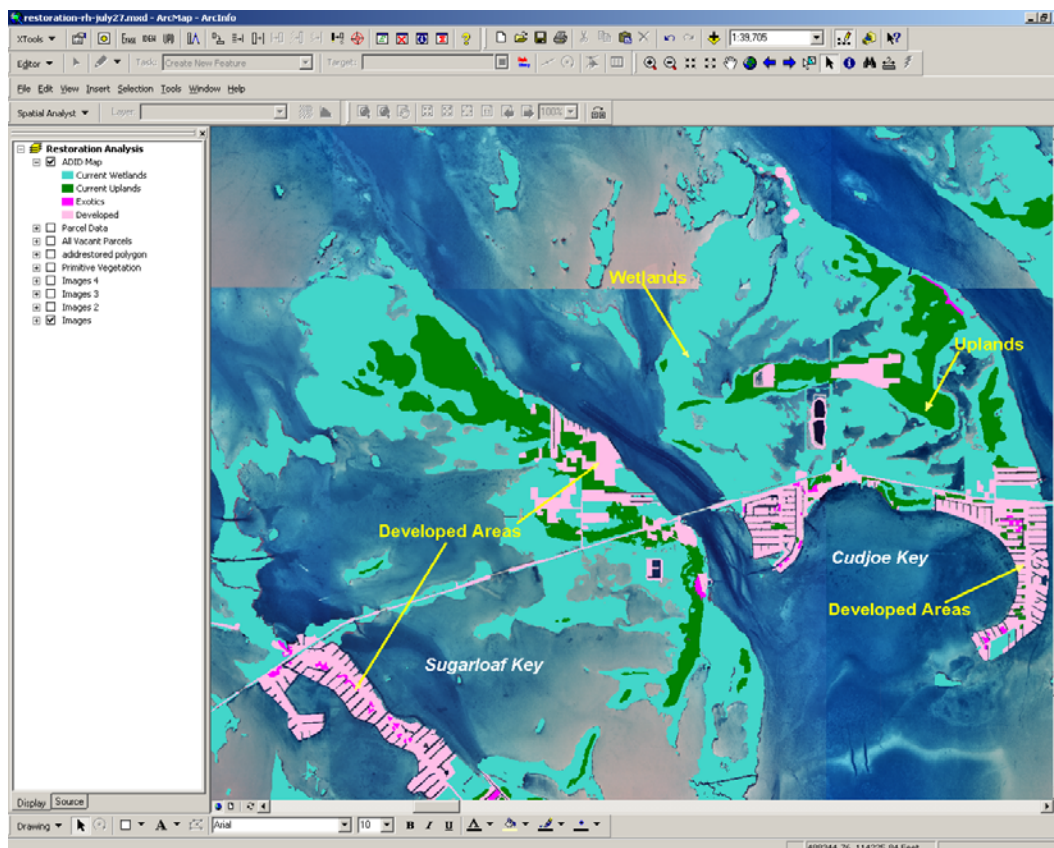 restoration-rh-july27.mxd - ArcMap - ArcInfo
XTools
1:39,705
Editor
Task: Create New Feature
Target:
File Edit View Insert Selection Tools Window Help
Spatial Analyst
Layer:
100%
Restoration Analysis
ADID Map
Current Wetlands
Current Uplands
Exotics
Developed
Parcel Data
All Vacant Parcels
adidrestored polygon
Primitive Vegetation
Images 4
Images 3
Images 2
Images
Wetlands
Uplands
Developed Areas
Cudjoe Key
Developed Areas
Sugarloaf Key
Display Source
Drawing
A
Arial
10
B I U
A